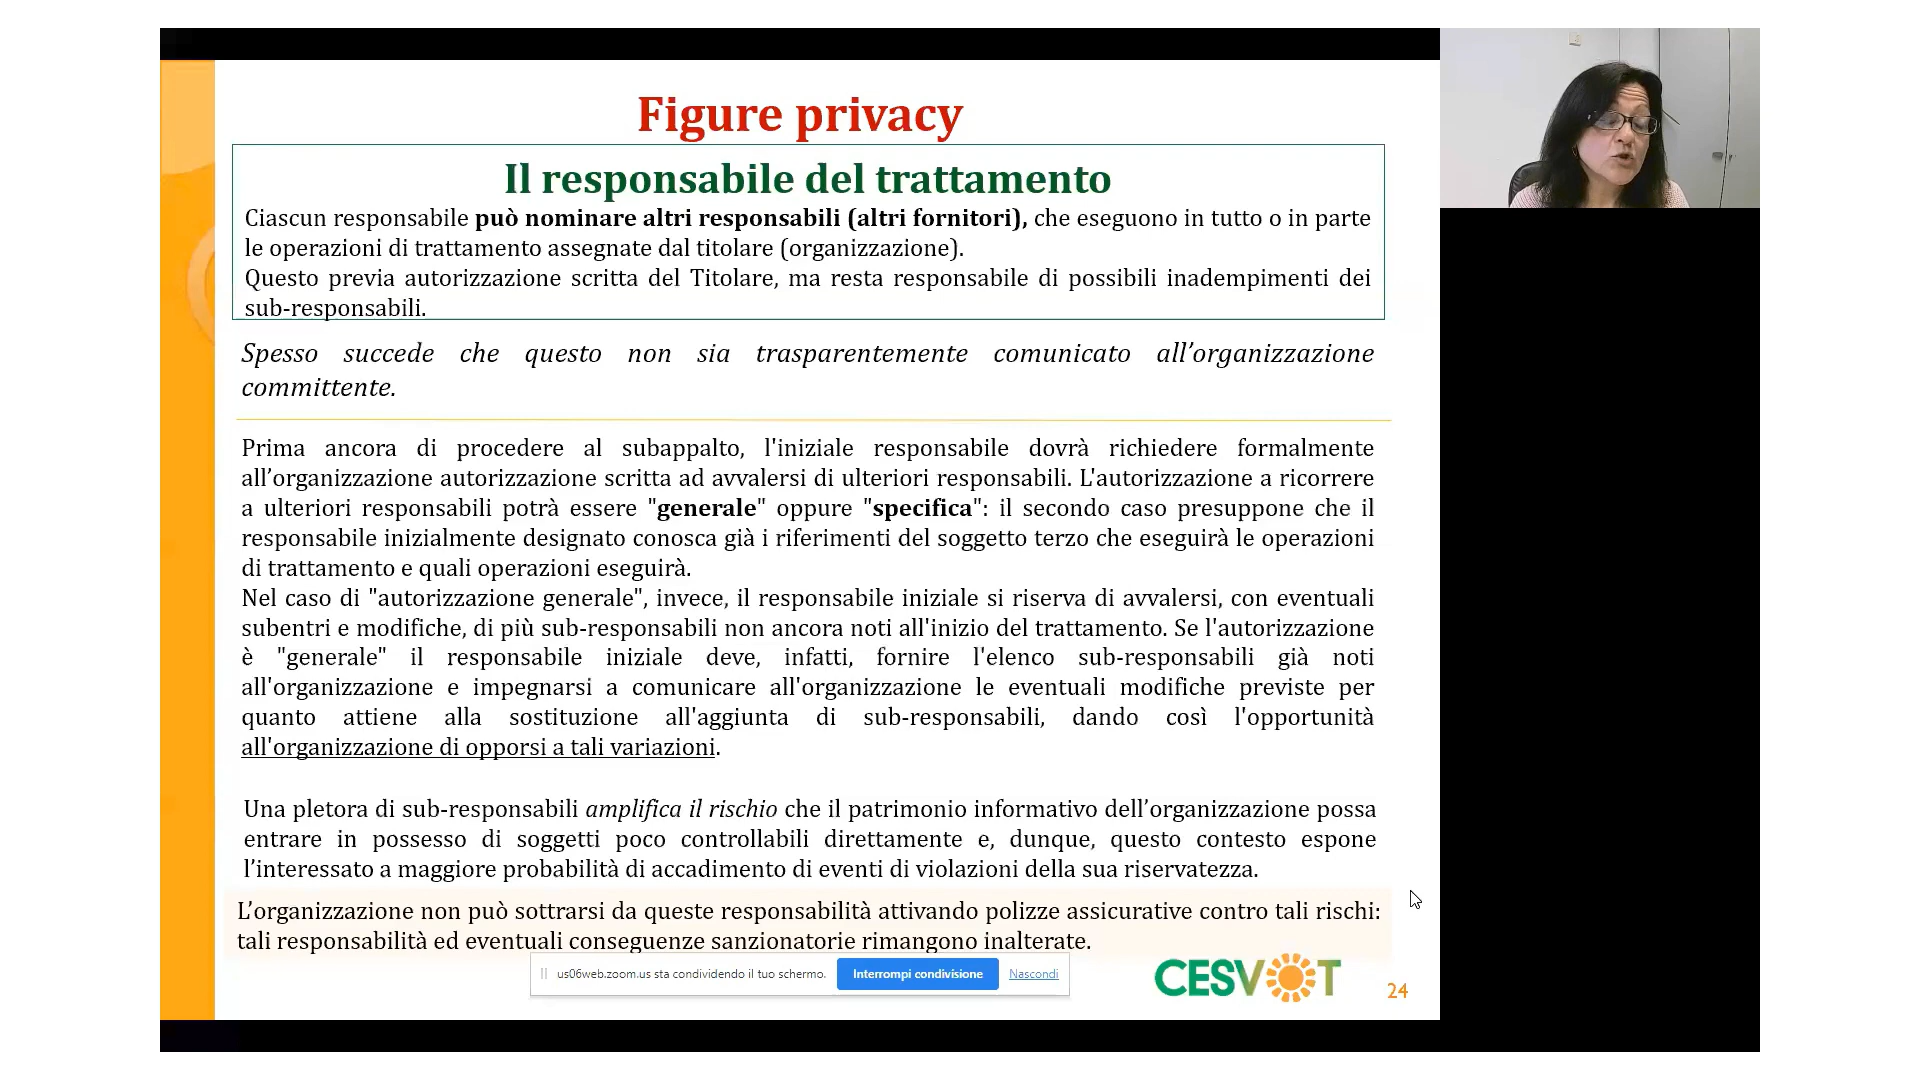 Figure privacy
Il responsabile del trattamento
Ciascun responsabile può nominare altri responsabili (altri fornitori), che eseguono in tutto o in parte
le operazioni di trattamento assegnate dal titolare (organizzazione).
Questo previa autorizzazione scritta del Titolare, ma resta responsabile di possibili inadempimenti dei
sub-responsabili.
Spesso succede che questo non sia trasparentemente comunicato all’organizzazione
committente.
Prima ancora di procedere al subappalto, l'iniziale responsabile dovrà richiedere formalmente
all’organizzazione autorizzazione scritta ad avvalersi di ulteriori responsabili. L'autorizzazione a ricorrere
a ulteriori responsabili potrà essere "generale" oppure "specifica": il secondo caso presuppone che il
responsabile inizialmente designato conosca già i riferimenti del soggetto terzo che eseguirà le operazioni
di trattamento e quali operazioni eseguirà.
Nel caso di "autorizzazione generale", invece, il responsabile iniziale si riserva di avvalersi, con eventuali
subentri e modifiche, di più sub-responsabili non ancora noti all'inizio del trattamento. Se l'autorizzazione
è "generale" il responsabile iniziale deve, infatti, fornire l'elenco sub-responsabili già noti
all'organizzazione e impegnarsi a comunicare all'organizzazione le eventuali modifiche previste per
quanto attiene alla sostituzione all'aggiunta di sub-responsabili, dando così l'opportunità
all'organizzazione di opporsi a tali variazioni.
Una pletora di sub-responsabili amplifica il rischio che il patrimonio informativo dell’organizzazione possa
entrare in possesso di soggetti poco controllabili direttamente e, dunque, questo contesto espone
l’interessato a maggiore probabilità di accadimento di eventi di violazioni della sua riservatezza.
L’organizzazione non può sottrarsi da queste responsabilità attivando polizze assicurative contro tali rischi:
tali responsabilità ed eventuali conseguenze sanzionatorie rimangono inalterate.
us06web.zoom.us sta condividendo il tuo schermo. Interrompi condivisione Nascondi
CESVOT
24